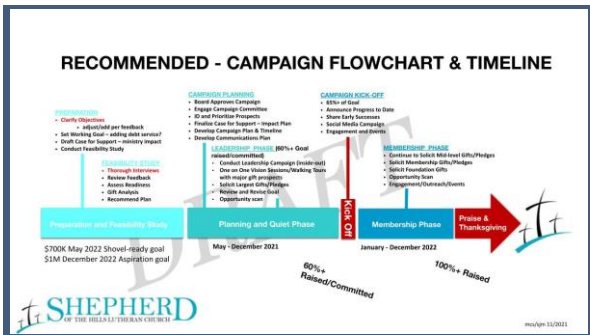 RECOMMENDED - CAMPAIGN FLOWCHART & TIMELINE
PREPARATION
• Clarify Objectives
• adjust/add per feedback
• Set Working Goal – adding debt service?
• Draft Case for Support – ministry impact
• Conduct Feasibility Study
FEASIBILITY STUDY
• Thorough Interviews
• Review Feedback
• Assess Readiness
• Gift Analysis
• Recommend Plan
CAMPAIGN PLANNING
• Board Approves Campaign
• Engage Campaign Committee
• ID and Prioritize Prospects
• Finalize Case for Support – Impact Plan
• Develop Campaign Plan & Timeline
• Develop Communications Plan
LEADERSHIP PHASE (60%+ Goal
raised/committed)
• Conduct Leadership Campaign (inside-out)
• One on One Vision Sessions/Walking Tours
with major gift prospects
• Solicit Largest Gifts/Pledges
• Review and Revise Goal
• Opportunity scan
CAMPAIGN KICK-OFF
• 65%+ of Goal
• Announce Progress to Date
• Share Early Successes
• Social Media Campaign
• Engagement and Events
MEMBERSHIP PHASE
• Continue to Solicit Mid-level Gifts/Pledges
• Solicit Membership Gifts/Pledges
• Solicit Foundation Gifts
• Opportunity Scan
• Engagement/Outreach/Events
Preparation and Feasibility Study
Planning and Quiet Phase
Kick Off
Membership Phase
Praise &
Thanksgiving
$700K May 2022 Shovel-ready goal
$1M December 2022 Aspiration goal
May - December 2021
January - December 2022
60%+
Raised/Committed
100%+ Raised
DRAFT
SHEPHERD
OF THE HILLS LUTHERAN CHURCH
mcs/sjm 11/2021